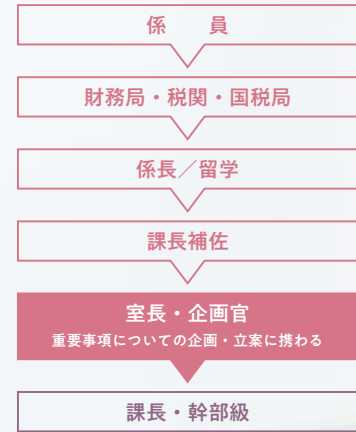 係　員
財務局・税関・国税局
係長／留学
課長補佐
室長・企画官
重要事項についての企画・立案に携わる
課長・幹部級